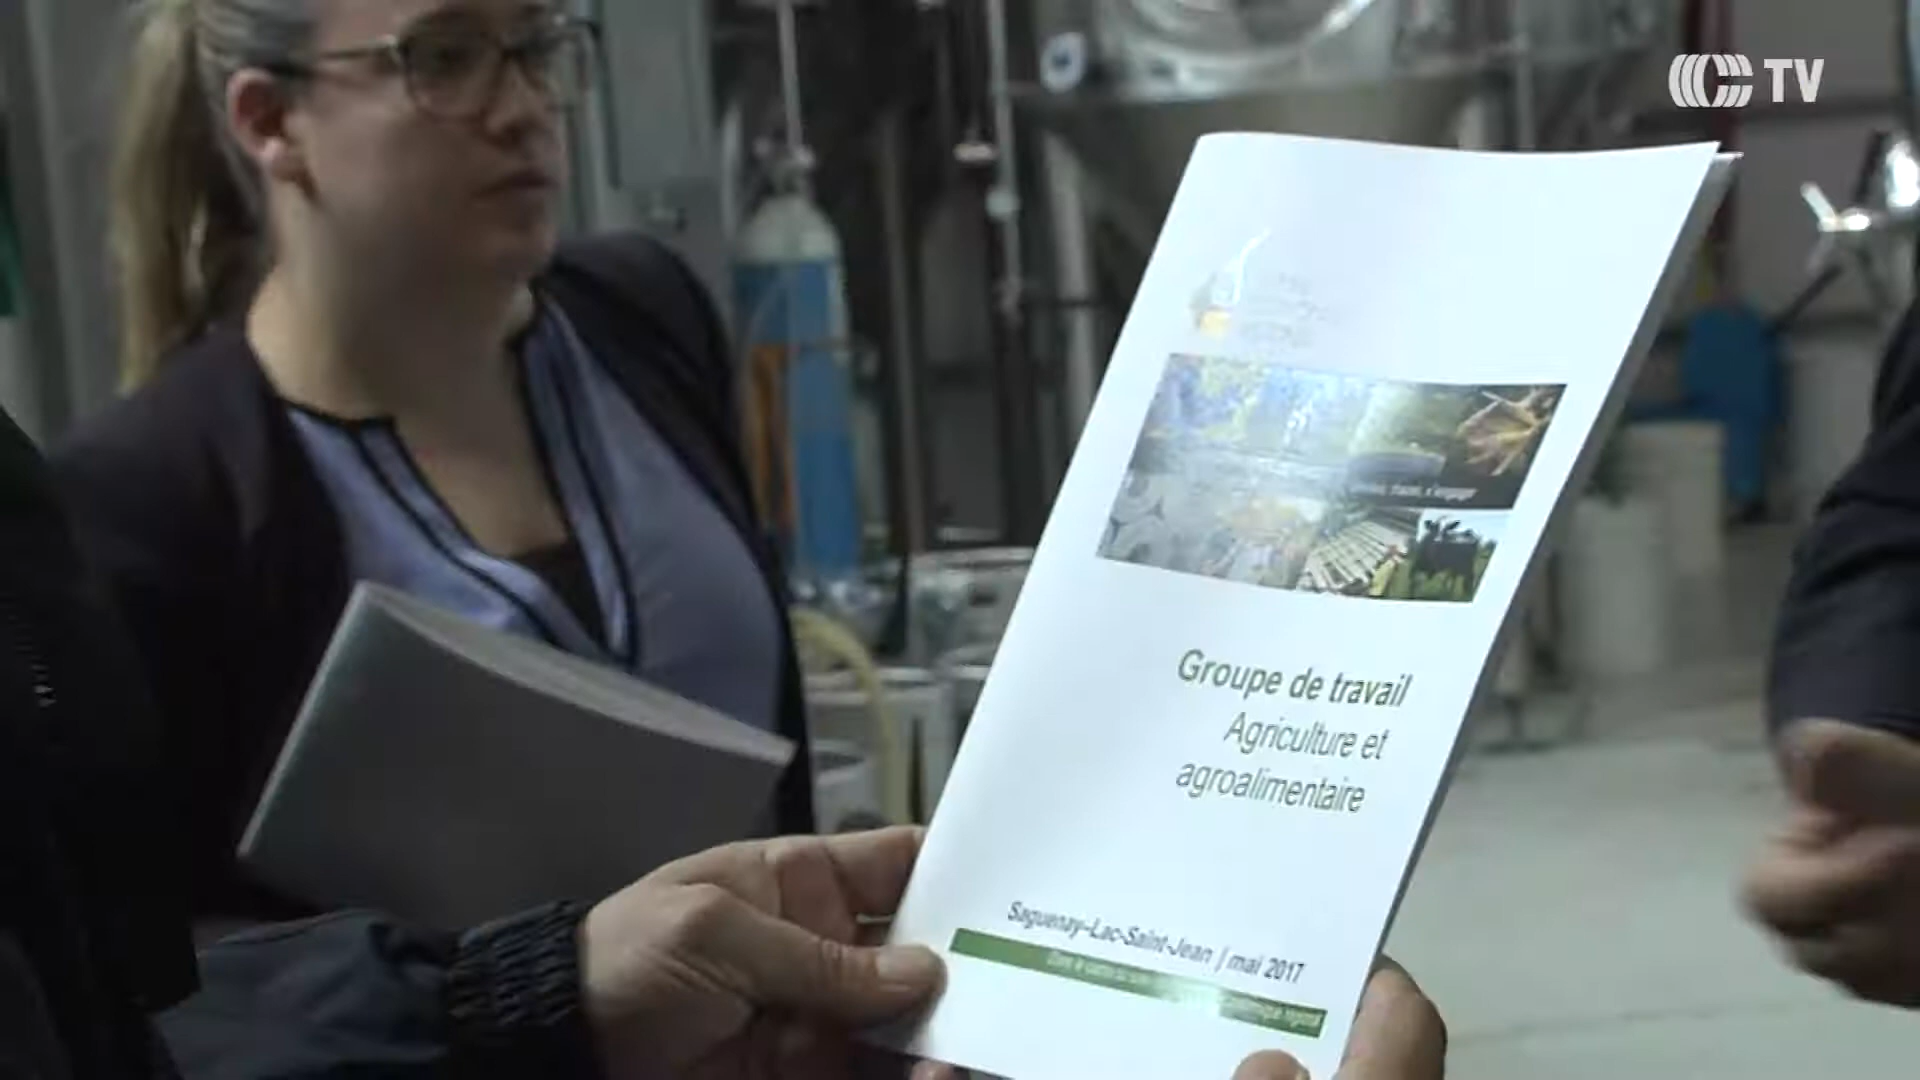 TV
Groupe de travail
Agriculture et
agroalimentaire
Saguenay-Lac-Saint-Jean | mai 2017